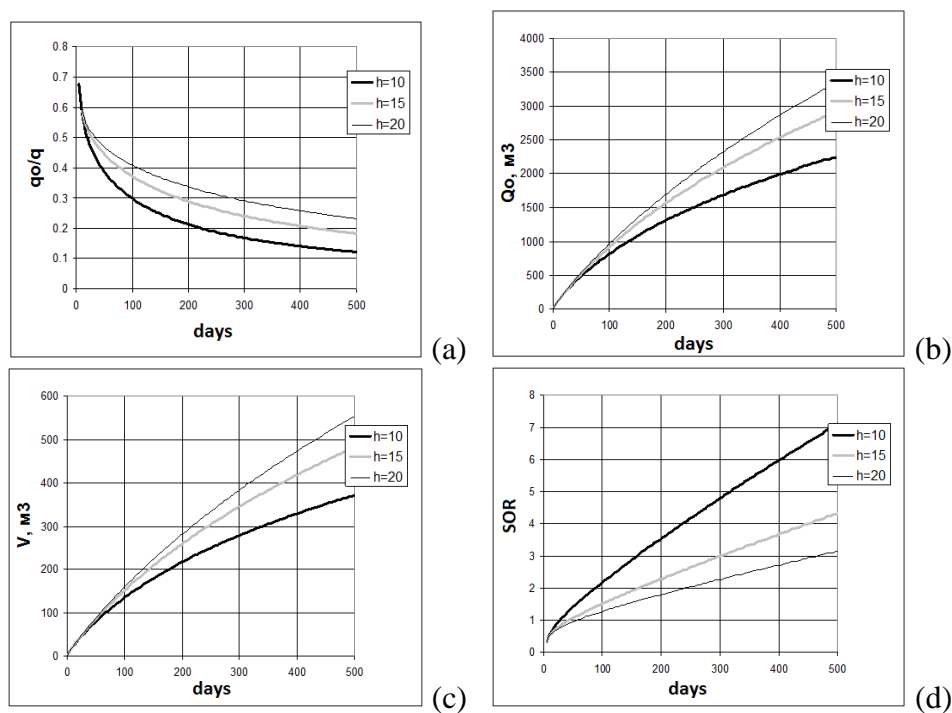 qo/q
0.8
0.7
0.6
0.5
0.4
0.3
0.2
0.1
0
0 100 200 300 400 500
days
h=10
h=15
h=20
(a)
Qo, м3
4000
3500
3000
2500
2000
1500
1000
500
0
0 100 200 300 400 500
days
h=10
h=15
h=20
(b)
V, м3
600
500
400
300
200
100
0
0 100 200 300 400 500
days
h=10
h=15
h=20
(c)
SOR
8
7
6
5
4
3
2
1
0
0 100 200 300 400 500
days
h=10
h=15
h=20
(d)